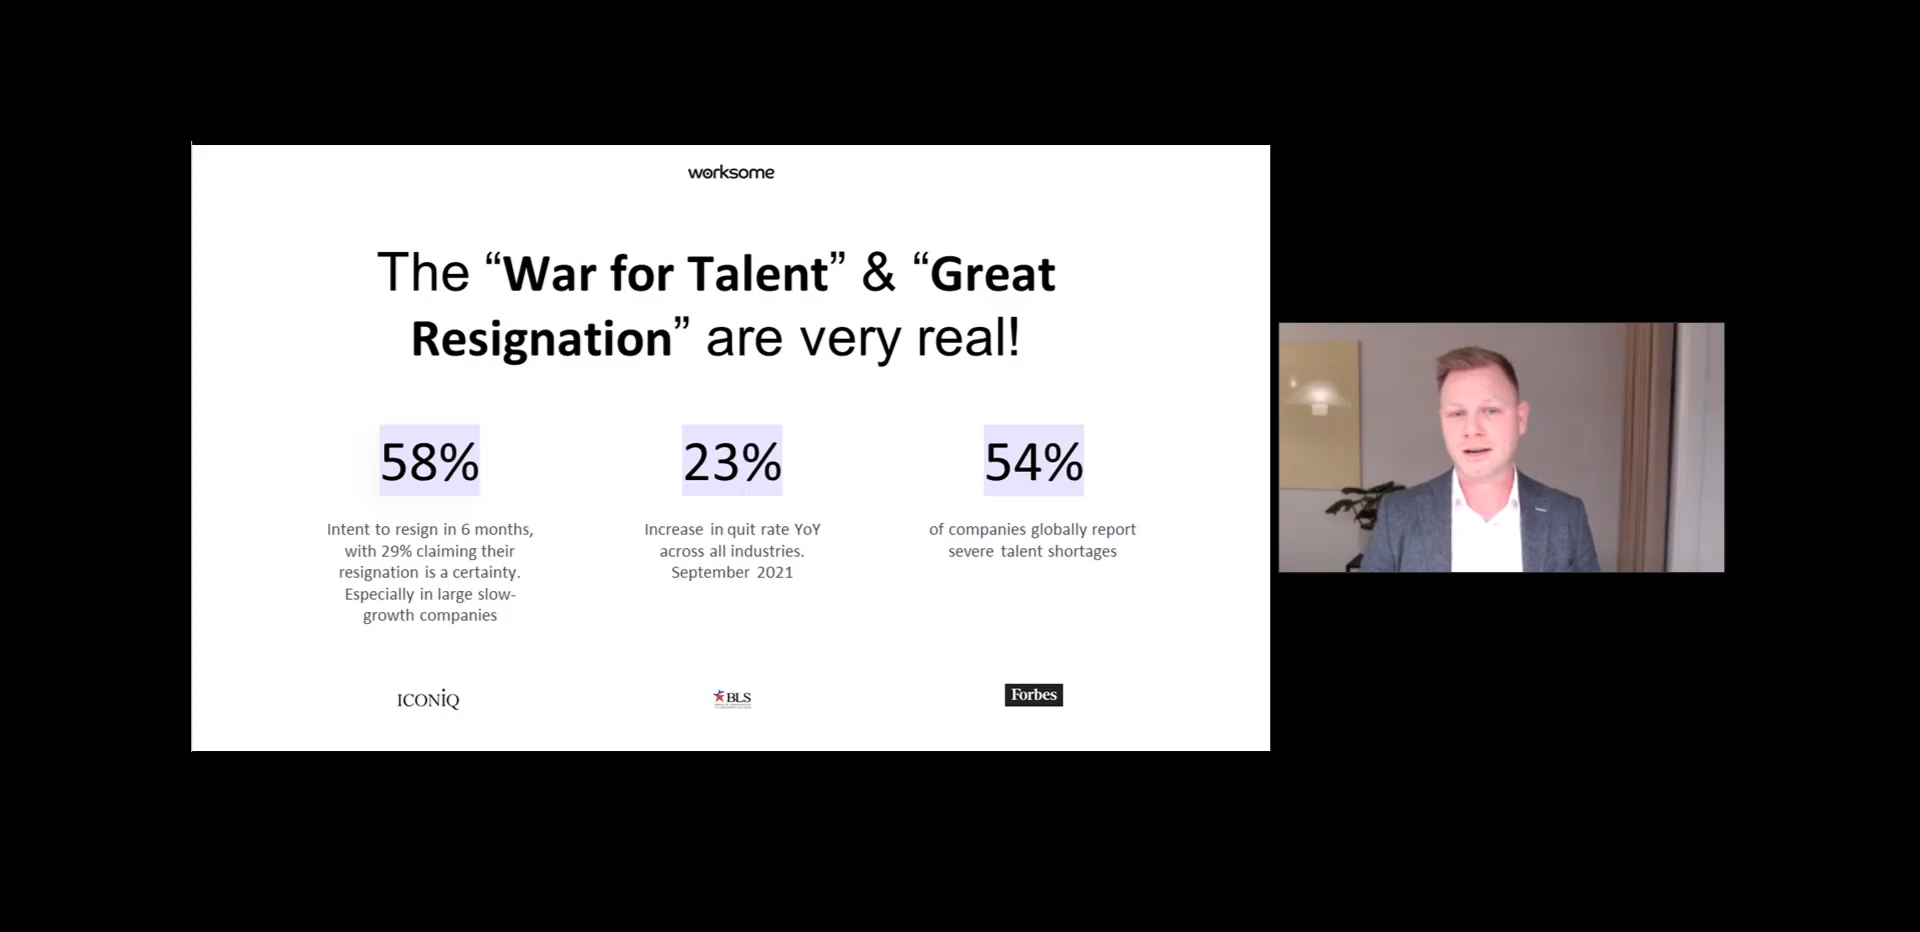 worksome
The “War for Talent” & “Great
Resignation” are very real!
58%
Intent to resign in 6 months,
with 29% claiming their
resignation is a certainty.
Especially in large slow-
growth companies
23%
Increase in quit rate YoY
across all industries.
September 2021
54%
of companies globally report
severe talent shortages
ICONIQ
BLS
Forbes